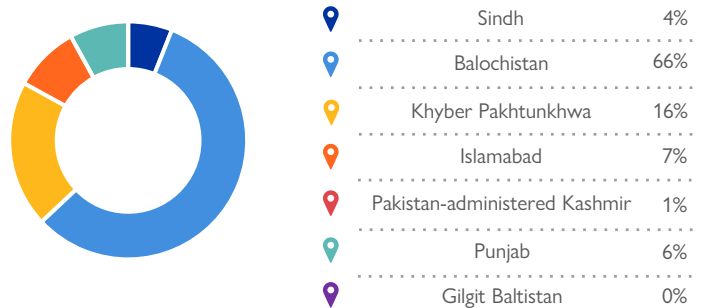 Sindh 4%
Balochistan 66%
Khyber Pakhtunkhwa 16%
Islamabad 7%
Pakistan-administered Kashmir 1%
Punjab 6%
Gilgit Baltistan 0%